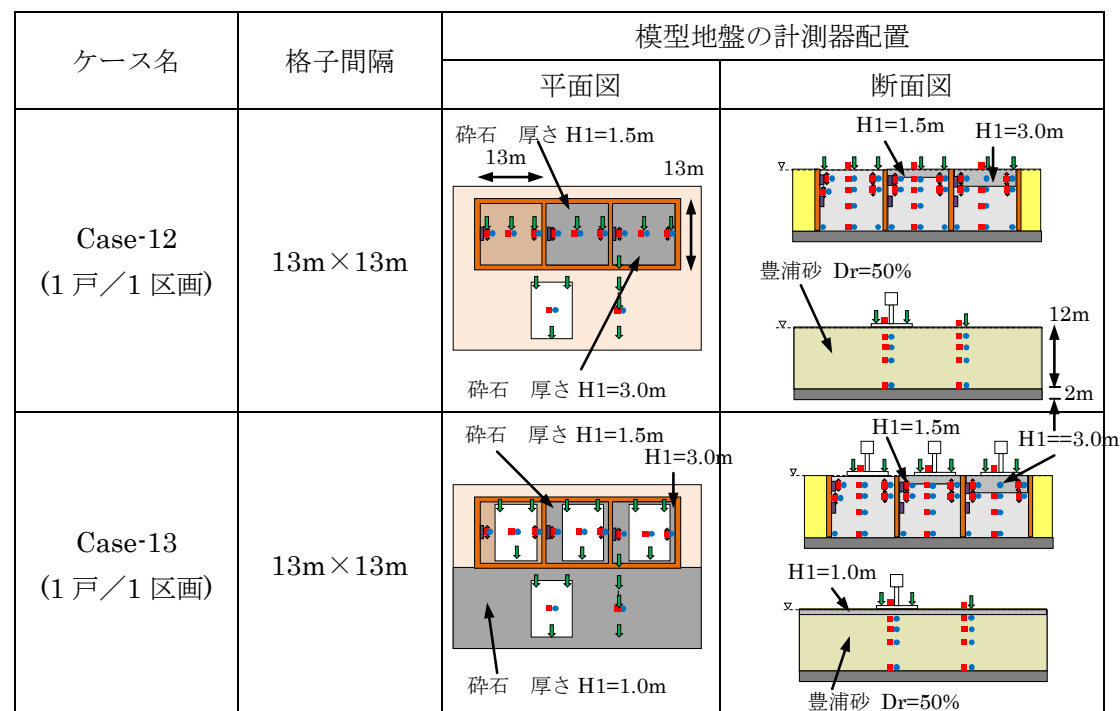 ケース名
格子間隔
模型地盤の計測器配置
平面図
断面図
Case-12
(1 戸／1 区画)
13m×13m
砕石　厚さ H1=1.5m
13m
13m
砕石　厚さ H1=3.0m
H1=1.5m
H1=3.0m
豊浦砂 Dr=50%
12m
2m
Case-13
(1 戸／1 区画)
13m×13m
砕石　厚さ H1=1.5m
H1=3.0m
砕石　厚さ H1=1.0m
H1=1.5m
H1==3.0m
H1=1.0m
豊浦砂 Dr=50%